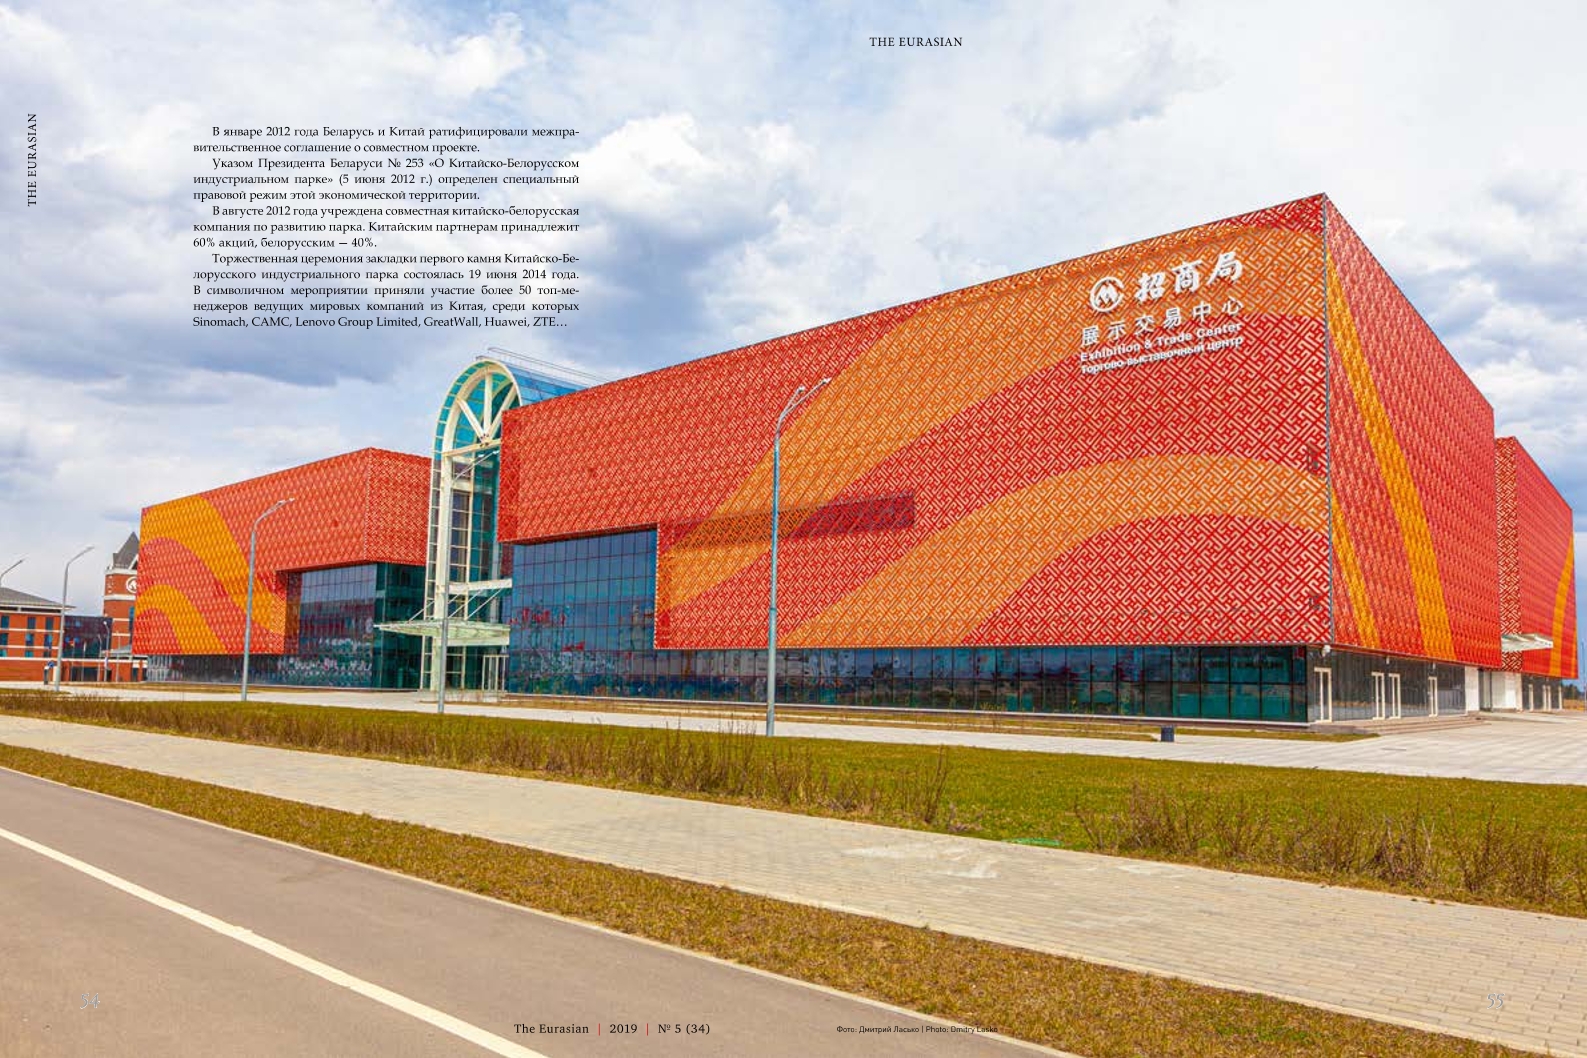 THE EURASIAN
THE EURASIAN
В январе 2012 года Беларусь и Китай ратифицировали межпра-
вительственное соглашение о совместном проекте.
Указом Президента Беларуси № 253 «О Китайско-Белорусском
индустриальном парке» (5 июня 2012 г.) определен специальный
правовой режим этой экономической территории.
В августе 2012 года учреждена совместная китайско-белорусская
компания по развитию парка. Китайским партнерам принадлежит
60% акций, белорусским — 40%.
Торжественная церемония закладки первого камня Китайско-Бе-
лорусского индустриального парка состоялась 19 июня 2014 года.
В символичном мероприятии приняли участие более 50 топ-ме-
неджеров ведущих мировых компаний из Китая, среди которых
Sinomach, CAMC, Lenovo Group Limited, GreatWall, Huawei, ZTE…
招商局
展示交易中心
Exhibition & Trade Center
Торгово-выставочный центр
54
The Eurasian | 2019 | № 5 (34)
Фото: Дмитрий Ласько | Photo: Dmitry Lasko
55